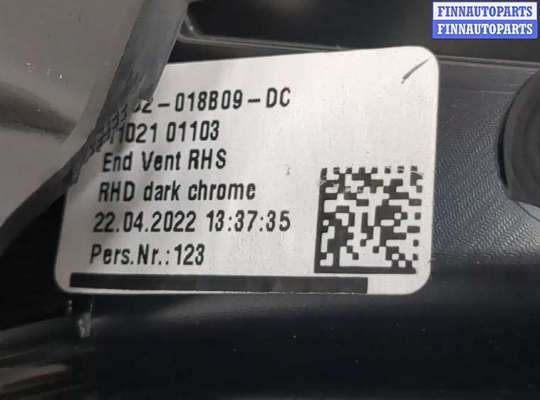 FINNAUTOPARTS
FINNAUTOPARTS
2-018B09-DC
1021 01103
End Vent RHS
RHD dark chrome
22.04.2022 13:37:35
Pers.Nr.:123